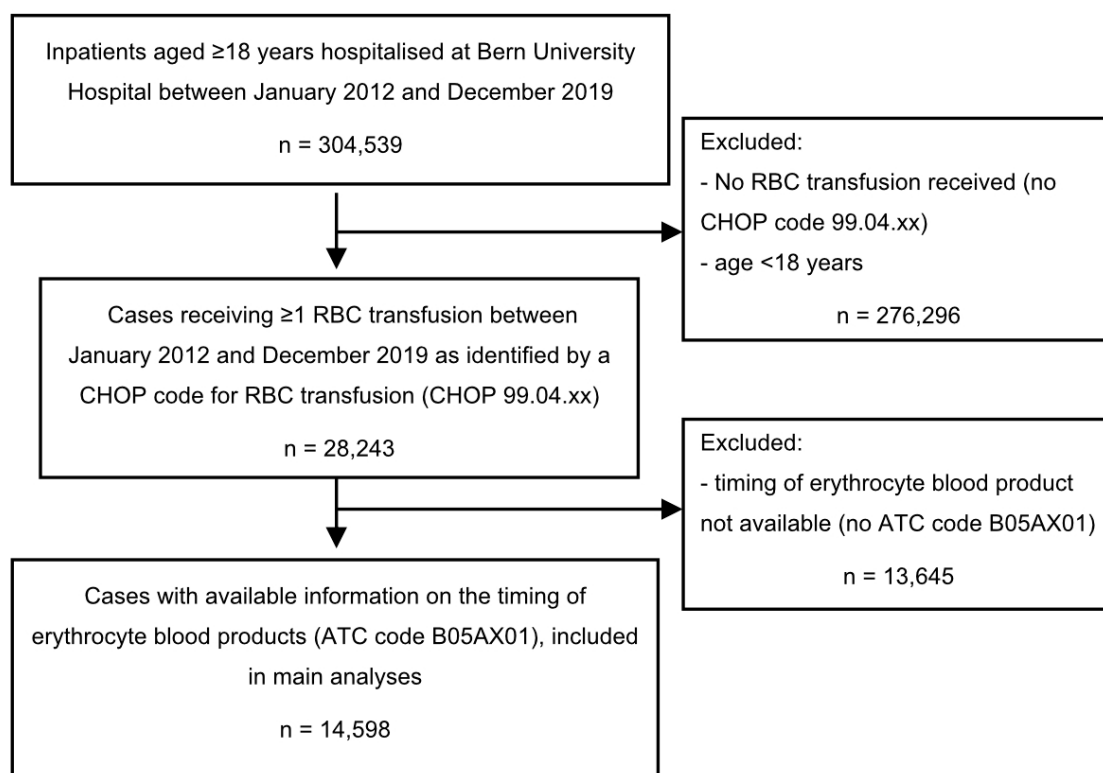 Inpatients aged ≥18 years hospitalised at Bern University
Hospital between January 2012 and December 2019
n = 304,539
Excluded:
- No RBC transfusion received (no
CHOP code 99.04.xx)
- age <18 years
n = 276,296
Cases receiving ≥1 RBC transfusion between
January 2012 and December 2019 as identified by a
CHOP code for RBC transfusion (CHOP 99.04.xx)
n = 28,243
Excluded:
- timing of erythrocyte blood product
not available (no ATC code B05AX01)
n = 13,645
Cases with available information on the timing of
erythrocyte blood products (ATC code B05AX01), included
in main analyses
n = 14,598